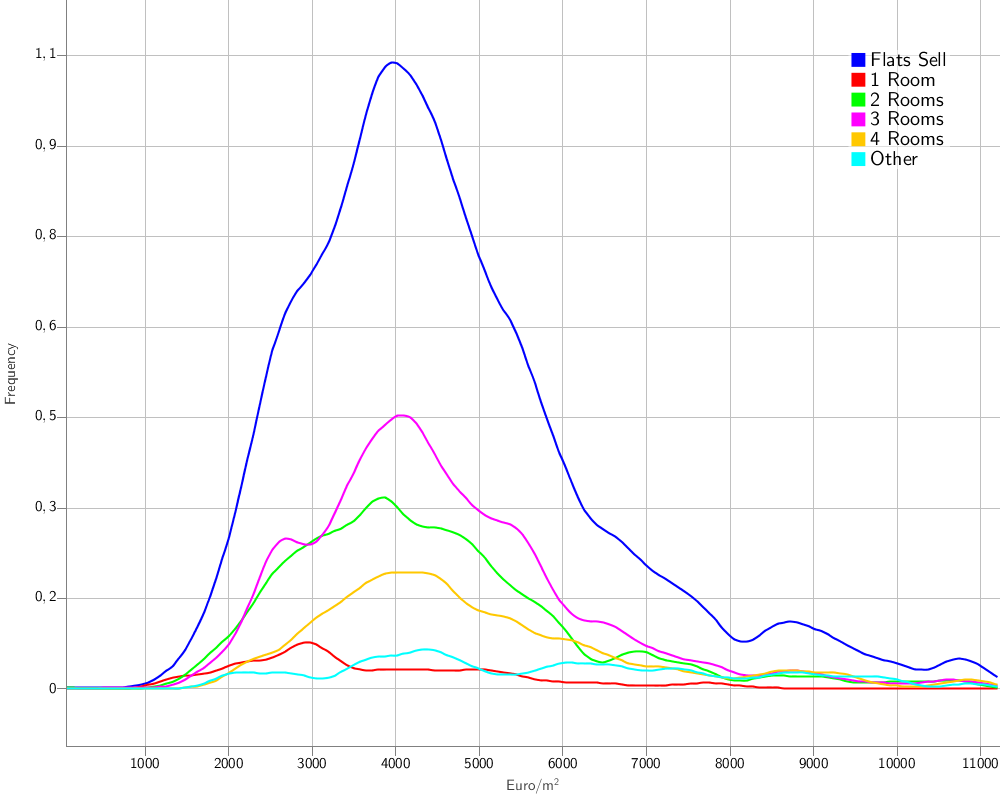 1, 1
0, 9
0, 8
0, 6
0, 5
0, 3
0, 2
0
Frequency
Flats Sell
1 Room
2 Rooms
3 Rooms
4 Rooms
Other
1000 2000 3000 4000 5000 6000 7000 8000 9000 10000 11000
Euro/m²